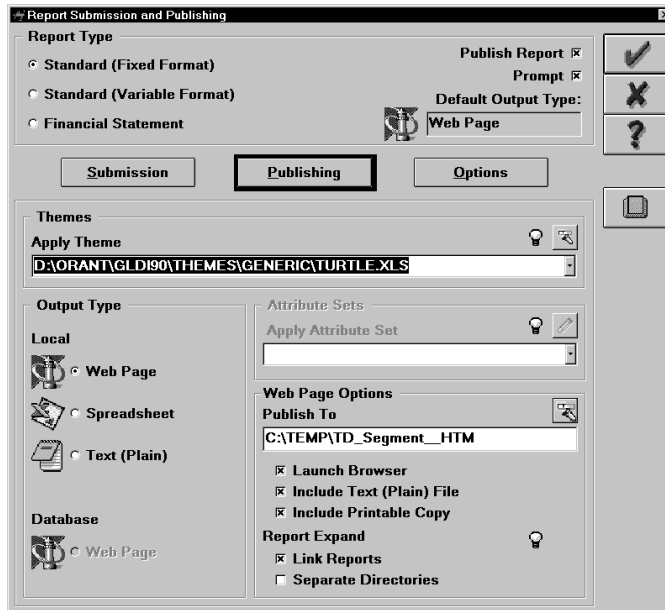 Report Submission and Publishing
Report Type
Standard (Fixed Format)
Standard (Variable Format)
Financial Statement
Publish Report
Prompt
Default Output Type:
Web Page
Submission
Publishing
Options
Themes
Apply Theme
D:\ORANT\GLDI90\THEMES\GENERIC\TURTLE.XLS
Output Type
Local
Web Page
Spreadsheet
Text (Plain)
Database
Web Page
Attribute Sets
Apply Attribute Set
Web Page Options
Publish To
C:\TEMP\TD_Segment__HTM
Launch Browser
Include Text (Plain) File
Include Printable Copy
Report Expand
Link Reports
Separate Directories